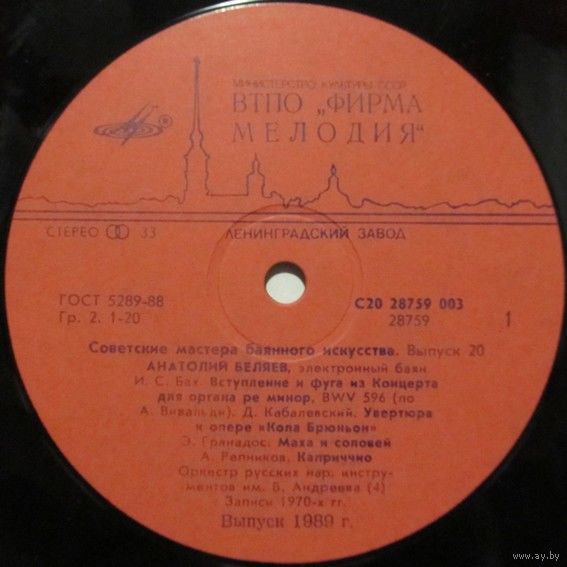 МИНИСТЕРСТВО КУЛЬТУРЫ СССР
ВТПО „ФИРМА
МЕЛОДИЯ"
®
СТЕРЕО 33
ЛЕНИНГРАДСКИЙ ЗАВОД
ГОСТ 5289-88
Гр. 2. 1-20
С20 28759 003
28759
1
Советские мастера баянного искусства. Выпуск 20
АНАТОЛИЙ БЕЛЯЕВ, электронный баян
И. С. Бах. Вступление и фуга из Концерта
для органа ре минор, BWV 596 (по
А. Вивальди). Д. Кабалевский. Увертюра
к опере «Кола Брюньон»
Э. Гранадос. Маха и соловей
А. Репников. Каприччио
Оркестр русских нар. инстру-
ментов им. В. Андреева (4)
Записи 1970-х гг.
Выпуск 1989 г.
www.ay.by